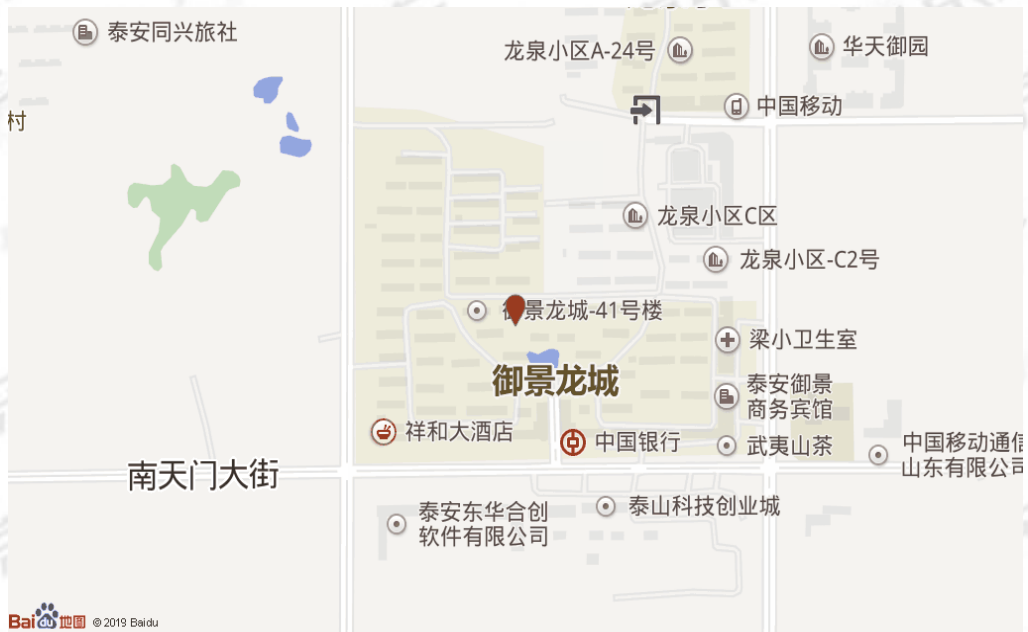 泰安同兴旅社
龙泉小区A-24号
华天御园
中国移动
村
龙泉小区C区
龙泉小区-C2号
御景龙城-41号楼
梁小卫生室
御景龙城
泰安御景
商务宾馆
祥和大酒店
中国银行
武夷山茶
中国移动通信
山东有限公司
南天门大街
泰安东华合创
软件有限公司
泰山科技创业城
Bai du 地图 © 2019 Baidu